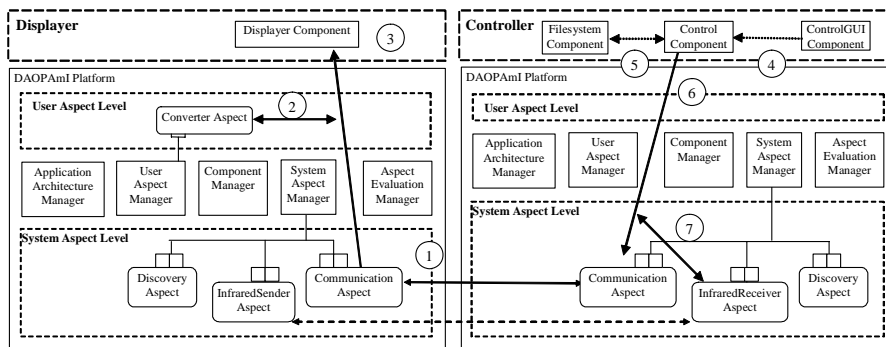 Displayer
Displayer Component
3
DAOPAmI Platform
User Aspect Level
Converter Aspect
2
Application
Architecture
Manager
User
Aspect
Manager
Component
Manager
System
Aspect
Manager
Aspect
Evaluation
Manager
System Aspect Level
1
Discovery
Aspect
InfraredSender
Aspect
Communication
Aspect
Controller
Filesystem
Component
Control
Component
ControlGUI
Component
5
4
DAOPAmI Platform
6
User Aspect Level
Application
Architecture
Manager
User
Aspect
Manager
Component
Manager
System
Aspect
Manager
Aspect
Evaluation
Manager
System Aspect Level
7
Communication
Aspect
InfraredReceiver
Aspect
Discovery
Aspect